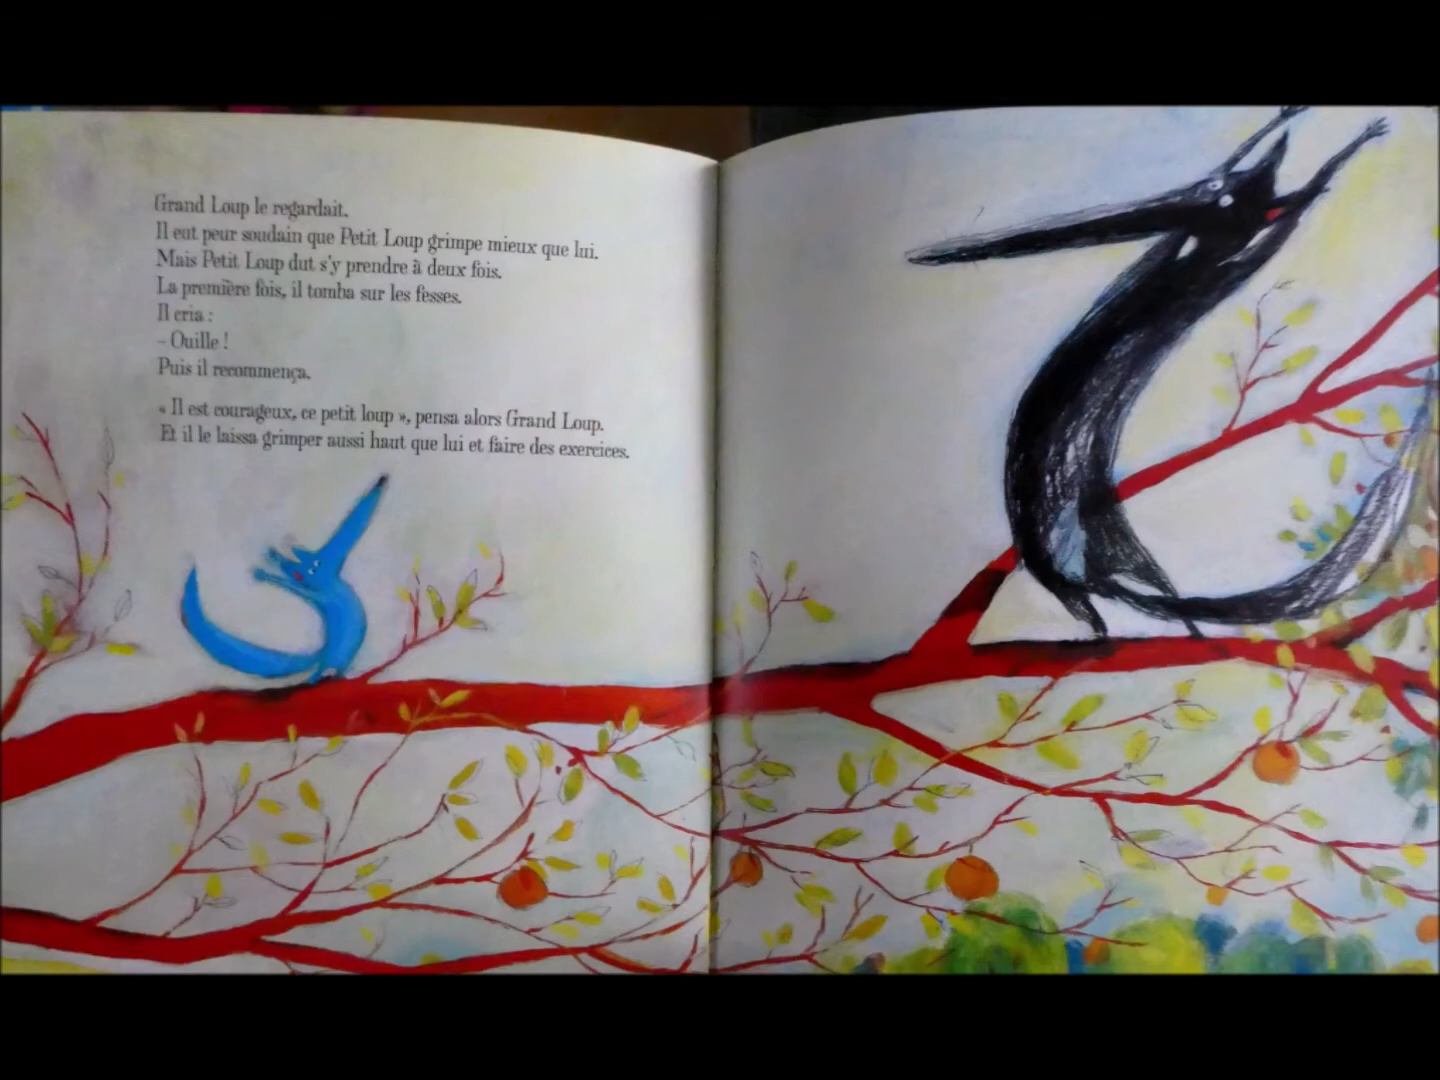 Grand Loup le regardait.
Il eut peur soudain que Petit Loup grimpe mieux que lui.
Mais Petit Loup dut s'y prendre à deux fois.
La première fois, il tomba sur les fesses.
Il cria :
– Ouille !
Puis il recommença.
« Il est courageux, ce petit loup », pensa alors Grand Loup.
Et il le laissa grimper aussi haut que lui et faire des exercices.